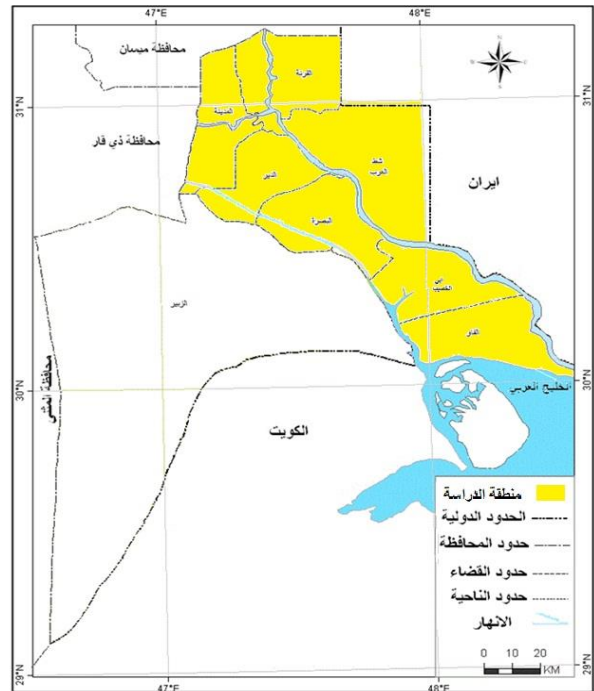 47°E
48°E
محافظة ميسان
القرنة
31°N
31°N
المدينة
محافظة ذي قار
شط
العرب
ايران
الدير
البصرة
ابي
الخصيب
الزبير
الفاو
30°N
30°N
الخليج العربي
محافظة المثنى
الكويت
منطقة الدراسة
الحدود الدولية
حدود المحافظة
حدود القضاء
حدود الناحية
الانهار
0 10 20
KM
29°N
29°N
47°E
48°E